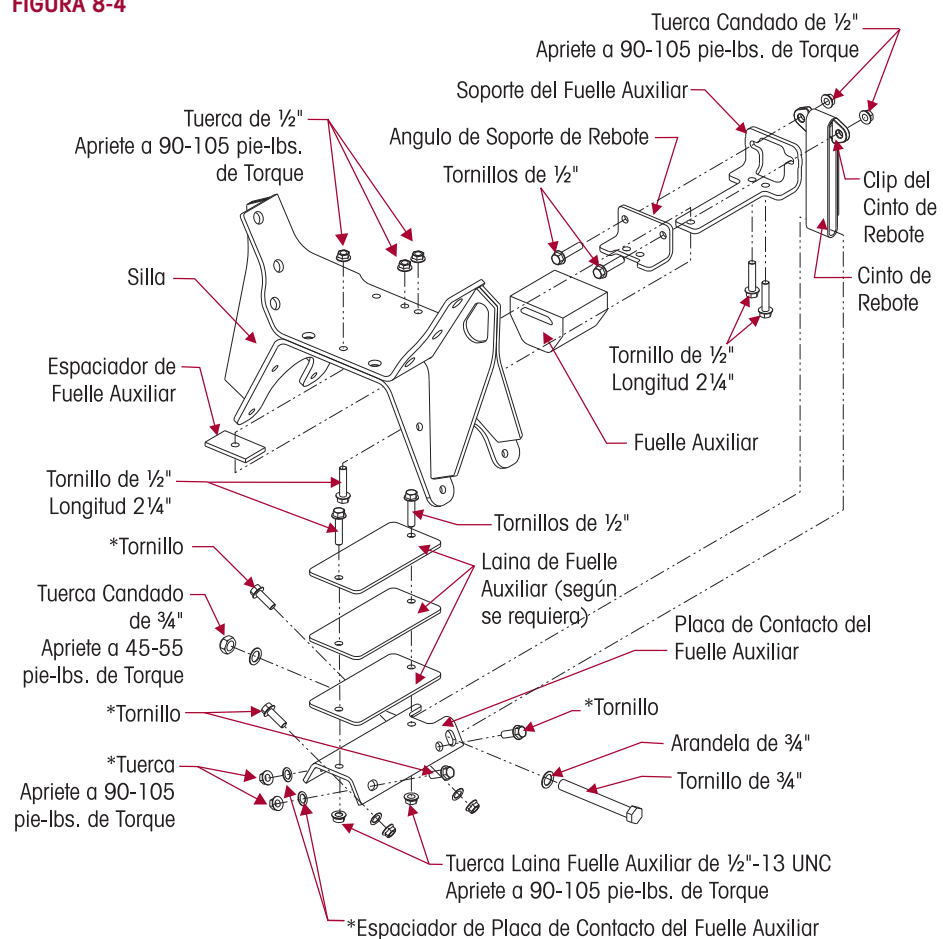 FIGURA 8-4
Tuerca Candado de ½"
Apriete a 90-105 pie-lbs. de Torque
Soporte del Fuelle Auxiliar
Tuerca de ½"
Apriete a 90-105 pie-lbs.
de Torque
Angulo de Soporte de Rebote
Tornillos de ½"
Clip del
Cinto de
Rebote
Silla
Cinto de
Rebote
Espaciador de
Fuelle Auxiliar
Tornillo de ½"
Longitud 2¼"
Fuelle Auxiliar
Tornillo de ½"
Longitud 2¼"
Tornillos de ½"
*Tornillo
Laina de Fuelle
Auxiliar (según
se requiera)
Tuerca Candado
de ¾"
Apriete a 45-55
pie-lbs. de Torque
Placa de Contacto del
Fuelle Auxiliar
*Tornillo
*Tornillo
Arandela de ¾"
*Tuerca
Apriete a 90-105
pie-lbs. de Torque
Tornillo de ¾"
Tuerca Laina Fuelle Auxiliar de ½"-13 UNC
Apriete a 90-105 pie-lbs. de Torque
*Espaciador de Placa de Contacto del Fuelle Auxiliar